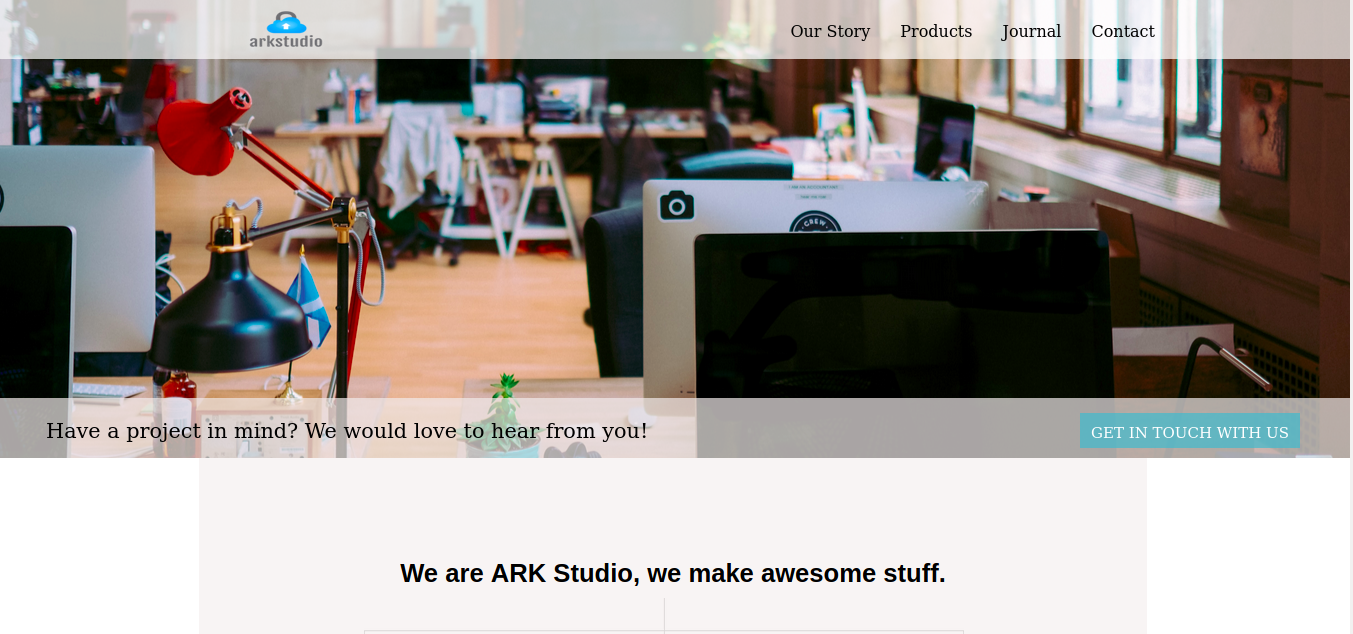 arkstudio
Our Story Products Journal Contact
CREW
Have a project in mind? We would love to hear from you!
GET IN TOUCH WITH US
We are ARK Studio, we make awesome stuff.